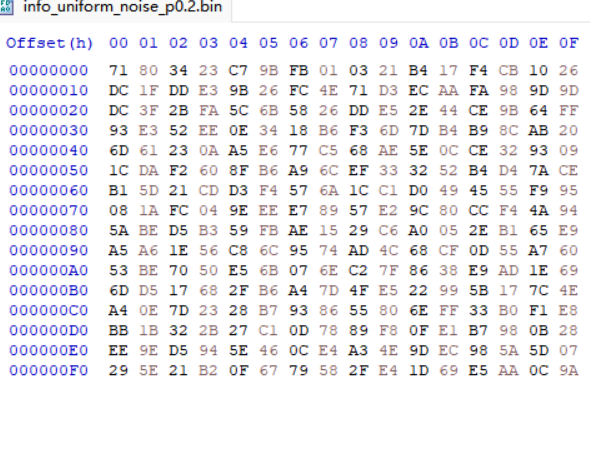 info_uniform_noise_p0.2.bin
Offset(h) 00 01 02 03 04 05 06 07 08 09 0A 0B 0C 0D 0E 0F
00000000 71 80 34 23 C7 9B FB 01 03 21 B4 17 F4 CB 10 26
00000010 DC 1F DD E3 9B 26 FC 4E 71 D3 EC AA FA 98 9D 9D
00000020 DC 3F 2B FA 5C 6B 58 26 DD E5 2E 44 CE 9B 64 FF
00000030 93 E3 52 EE 0E 34 18 B6 F3 6D 7D B4 B9 8C AB 20
00000040 6D 61 23 0A A5 E6 77 C5 68 AE 5E 0C CE 32 93 09
00000050 1C DA F2 60 8F B6 A9 6C EF 33 32 52 B4 D4 7A CE
00000060 B1 5D 21 CD D3 F4 57 6A 1C C1 D0 49 45 55 F9 95
00000070 08 1A FC 04 9E EE E7 89 57 E2 9C 80 CC F4 4A 94
00000080 5A BE D5 B3 59 FB AE 15 29 C6 A0 05 2E B1 65 E9
00000090 A5 A6 1E 56 C8 6C 95 74 AD 4C 68 CF 0D 55 A7 60
000000A0 53 BE 70 50 E5 6B 07 6E C2 7F 86 38 E9 AD 1E 69
000000B0 6D D5 17 68 2F B6 A4 7D 4F E5 22 99 5B 17 7C 4E
000000C0 A4 0E 7D 23 28 B7 93 86 55 80 6E FF 33 B0 F1 E8
000000D0 BB 1B 32 2B 27 C1 0D 78 89 F8 0F E1 B7 98 0B 28
000000E0 EE 9E D5 94 5E 46 0C E4 A3 4E 9D EC 98 5A 5D 07
000000F0 29 5E 21 B2 0F 67 79 58 2F E4 1D 69 E5 AA 0C 9A